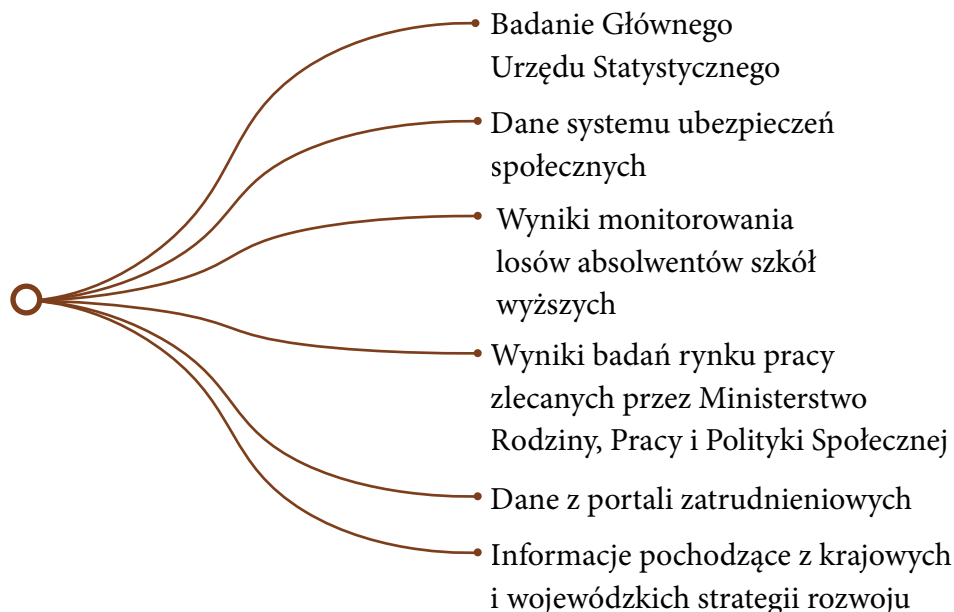 Badanie Głównego
Urzędu Statystycznego
Dane systemu ubezpieczeń
społecznych
Wyniki monitorowania
losów absolwentów szkół
wyższych
Wyniki badań rynku pracy
zlecanych przez Ministerstwo
Rodziny, Pracy i Polityki Społecznej
Dane z portali zatrudnieniowych
Informacje pochodzące z krajowych
i wojewódzkich strategii rozwoju